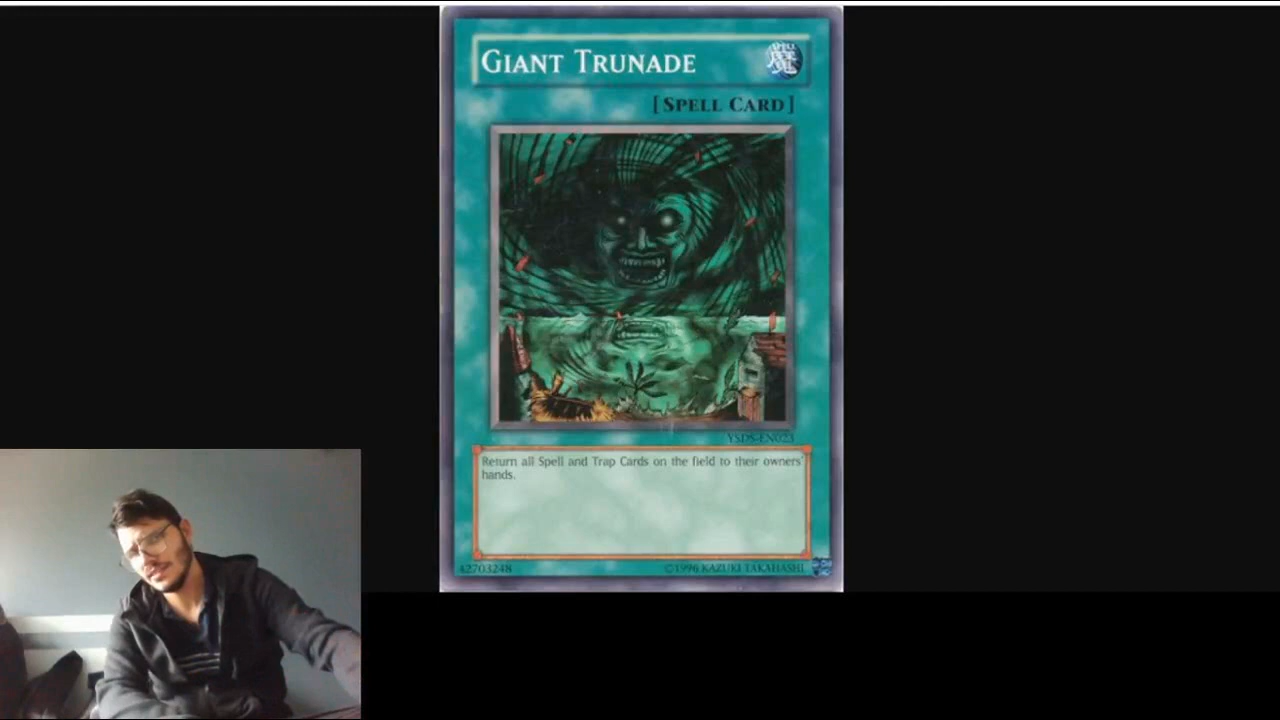 GIANT TRUNADE
魔
[SPELL CARD]
YSDS-EN023
Return all Spell and Trap Cards on the field to their owners'
hands.
42703248
©1996 KAZUKI TAKAHASHI